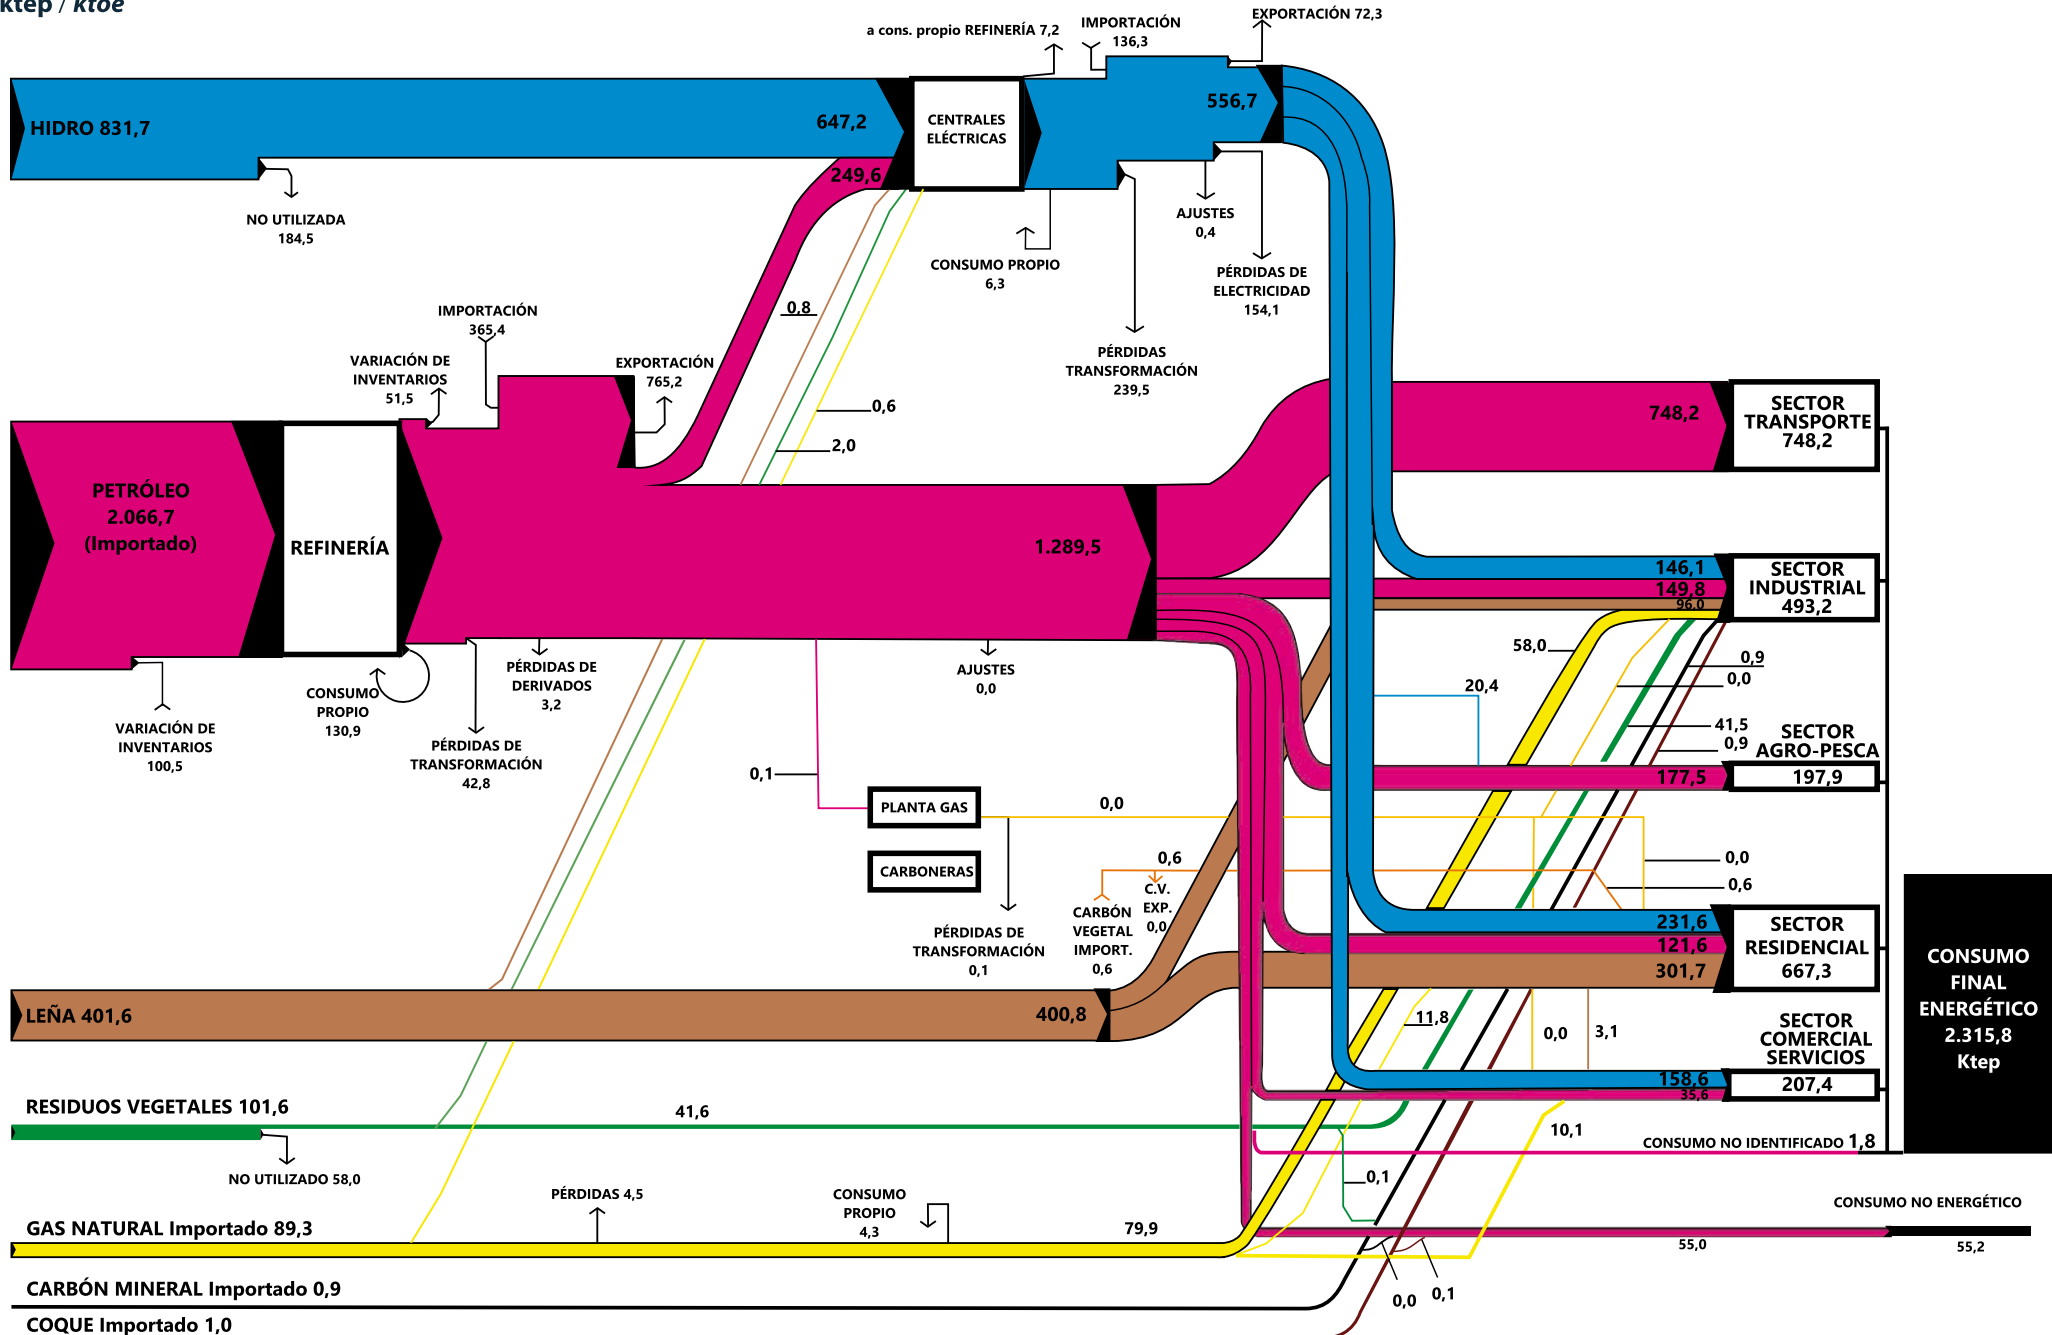 ktep / ktoe
a cons. propio REFINERÍA 7,2
IMPORTACIÓN
136,3
EXPORTACIÓN 72,3
HIDRO 831,7
647,2
CENTRALES
ELÉCTRICAS
556,7
249,6
NO UTILIZADA
184,5
CONSUMO PROPIO
6,3
AJUSTES
0,4
PÉRDIDAS DE
ELECTRICIDAD
154,1
PÉRDIDAS
TRANSFORMACIÓN
239,5
0,8
0,6
2,0
IMPORTACIÓN
365,4
VARIACIÓN DE
INVENTARIOS
51,5
EXPORTACIÓN
765,2
PETRÓLEO
2.066,7
(Importado)
REFINERÍA
1.289,5
748,2
SECTOR
TRANSPORTE
748,2
146,1
149,8
96,0
SECTOR
INDUSTRIAL
493,2
58,0
0,9
0,0
20,4
41,5
0,9
VARIACIÓN DE
INVENTARIOS
100,5
CONSUMO
PROPIO
130,9
PÉRDIDAS DE
TRANSFORMACIÓN
42,8
PÉRDIDAS DE
DERIVADOS
3,2
AJUSTES
0,0
SECTOR
AGRO-PESCA
177,5
197,9
0,1
PLANTA GAS
0,0
CARBONERAS
0,6
0,0
0,6
PÉRDIDAS DE
TRANSFORMACIÓN
0,1
CARBÓN
VEGETAL
IMPORT.
0,6
C.V.
EXP.
0,0
231,6
121,6
301,7
SECTOR
RESIDENCIAL
667,3
CONSUMO
FINAL
ENERGÉTICO
2.315,8
Ktep
LEÑA 401,6
400,8
11,8
0,0
3,1
SECTOR
COMERCIAL
SERVICIOS
158,6
35,6
207,4
RESIDUOS VEGETALES 101,6
41,6
NO UTILIZADO 58,0
10,1
CONSUMO NO IDENTIFICADO 1,8
0,1
GAS NATURAL Importado 89,3
PÉRDIDAS 4,5
CONSUMO
PROPIO
4,3
79,9
CONSUMO NO ENERGÉTICO
55,0
55,2
CARBÓN MINERAL Importado 0,9
0,0
0,1
COQUE Importado 1,0